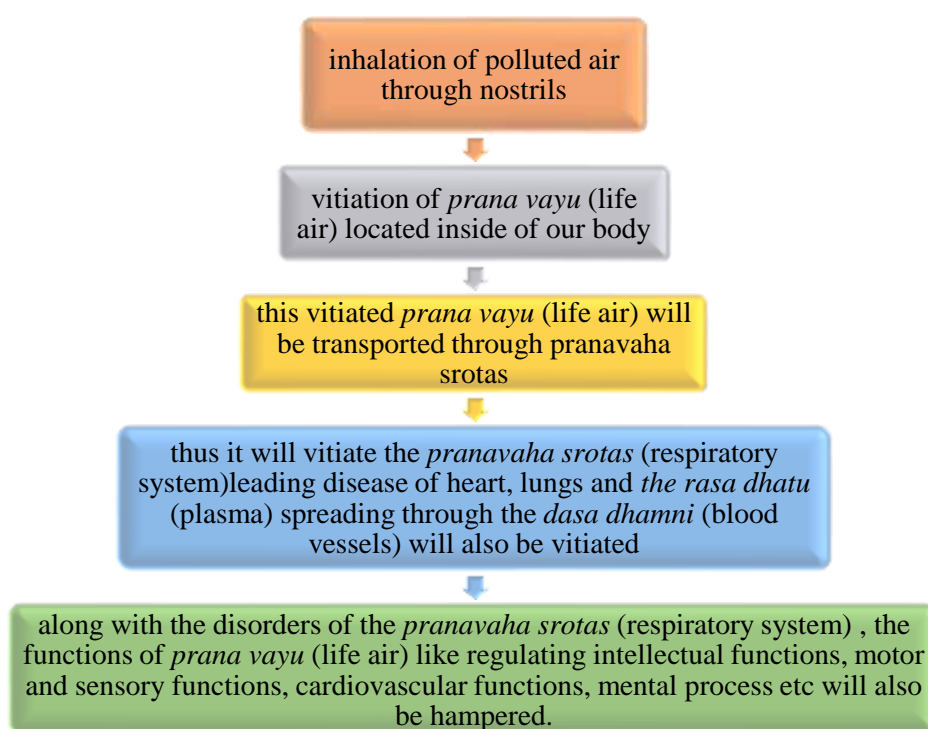 inhalation of polluted air
through nostrils
vitiation of prana vayu (life
air) located inside of our body
this vitiated prana vayu (life air) will
be transported through pranavaha
srotas
thus it will vitiate the pranavaha srotas (respiratory
system)leading disease of heart, lungs and the rasa dhatu
(plasma) spreading through the dasa dhamni (blood
vessels) will also be vitiated
along with the disorders of the pranavaha srotas (respiratory system) , the
functions of prana vayu (life air) like regulating intellectual functions, motor
and sensory functions, cardiovascular functions, mental process etc will also
be hampered.